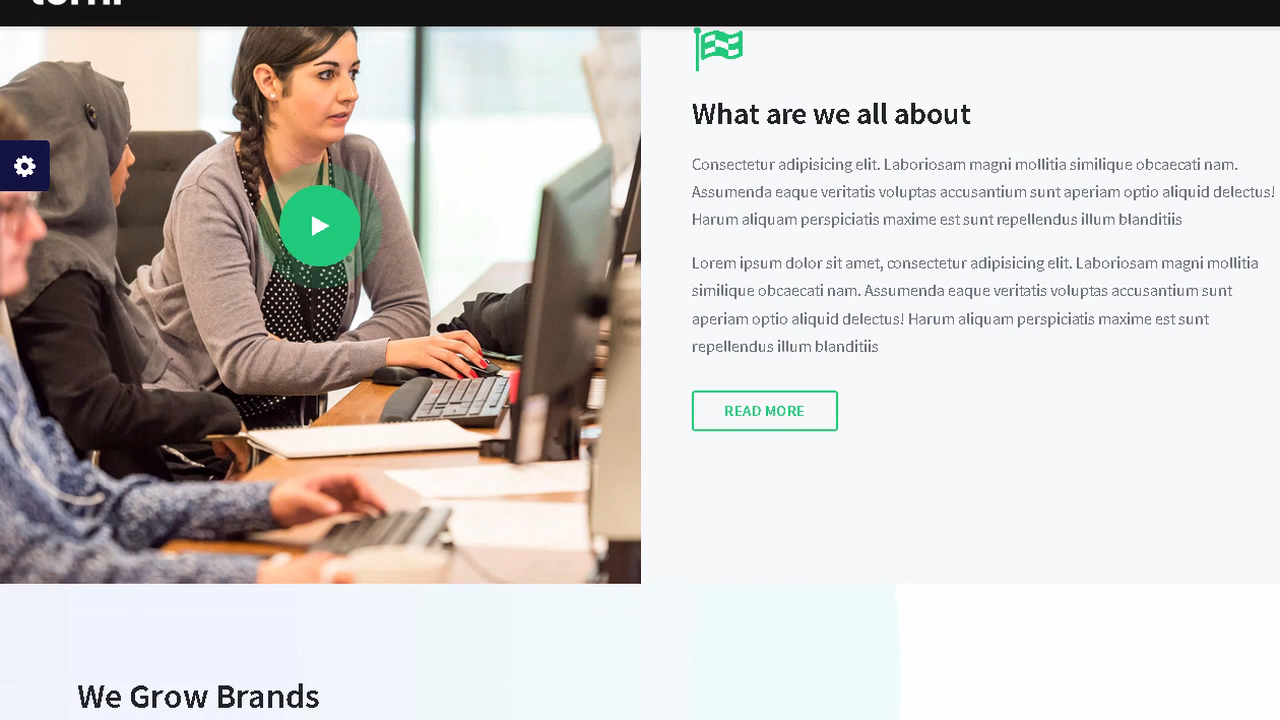 What are we all about
Consectetur adipisicing elit. Laboriosam magni mollitia similique obcaecati nam.
Assumenda eaque veritatis voluptas accusantium sunt aperiam optio aliquid delectus!
Harum aliquam perspiciatis maxime est sunt repellendus illum blanditiis
Lorem ipsum dolor sit amet, consectetur adipisicing elit. Laboriosam magni mollitia
similique obcaecati nam. Assumenda eaque veritatis voluptas accusantium sunt
aperiam optio aliquid delectus! Harum aliquam perspiciatis maxime est sunt
repellendus illum blanditiis
READ MORE
We Grow Brands